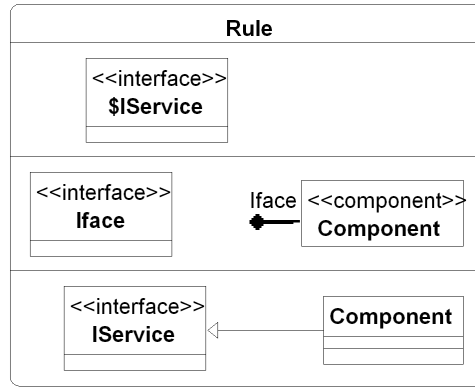 Rule
<<interface>>
$IService
<<interface>>
Iface
Iface
<<component>>
Component
<<interface>>
IService
Component